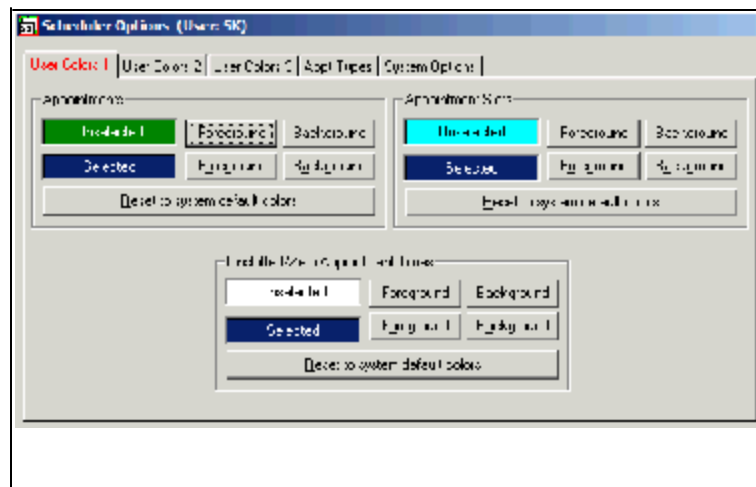 Scheduler Options (User: SK)
User Colors 1 User Colors 2 User Colors 3 Appt Types System Options
Appointments Appointment Slots
Unselected Foreground Background Unselected Foreground Background
Selected Foreground Background Selected Foreground Background
Reset to system default colors Reset to system default colors
Unselected Foreground Background
Selected Foreground Background
Reset to system default colors